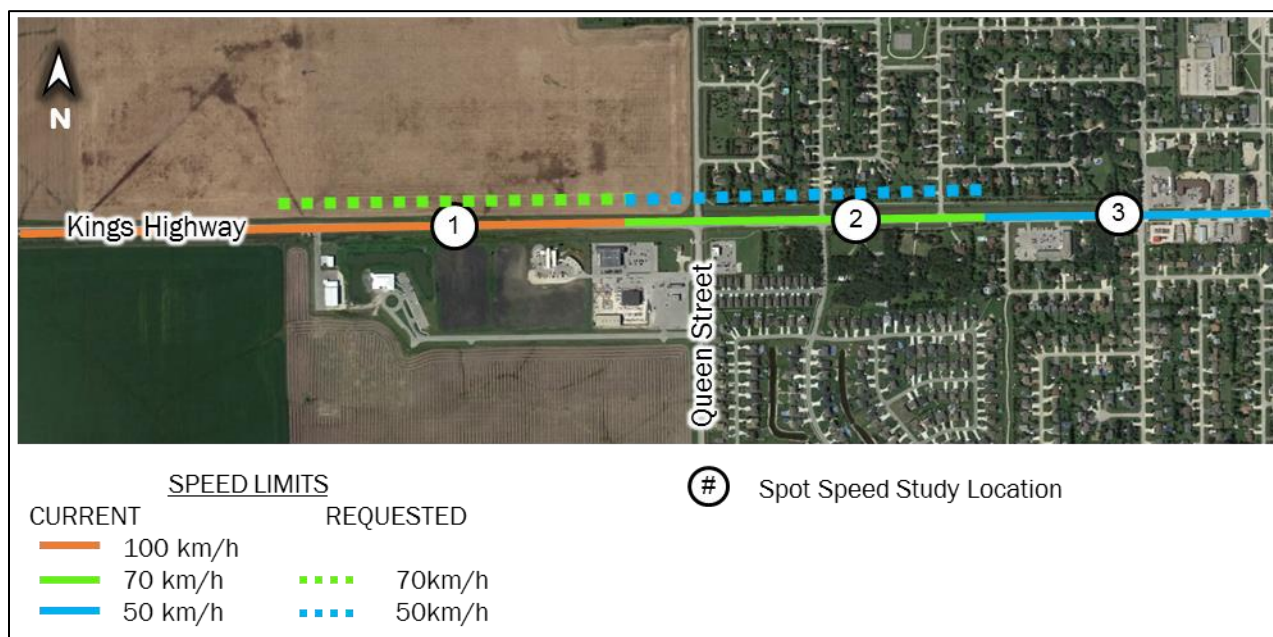 N
Kings Highway
1
2
3
Queen Street
SPEED LIMITS
CURRENT REQUESTED
100 km/h
70 km/h 70km/h
50 km/h 50km/h
# Spot Speed Study Location